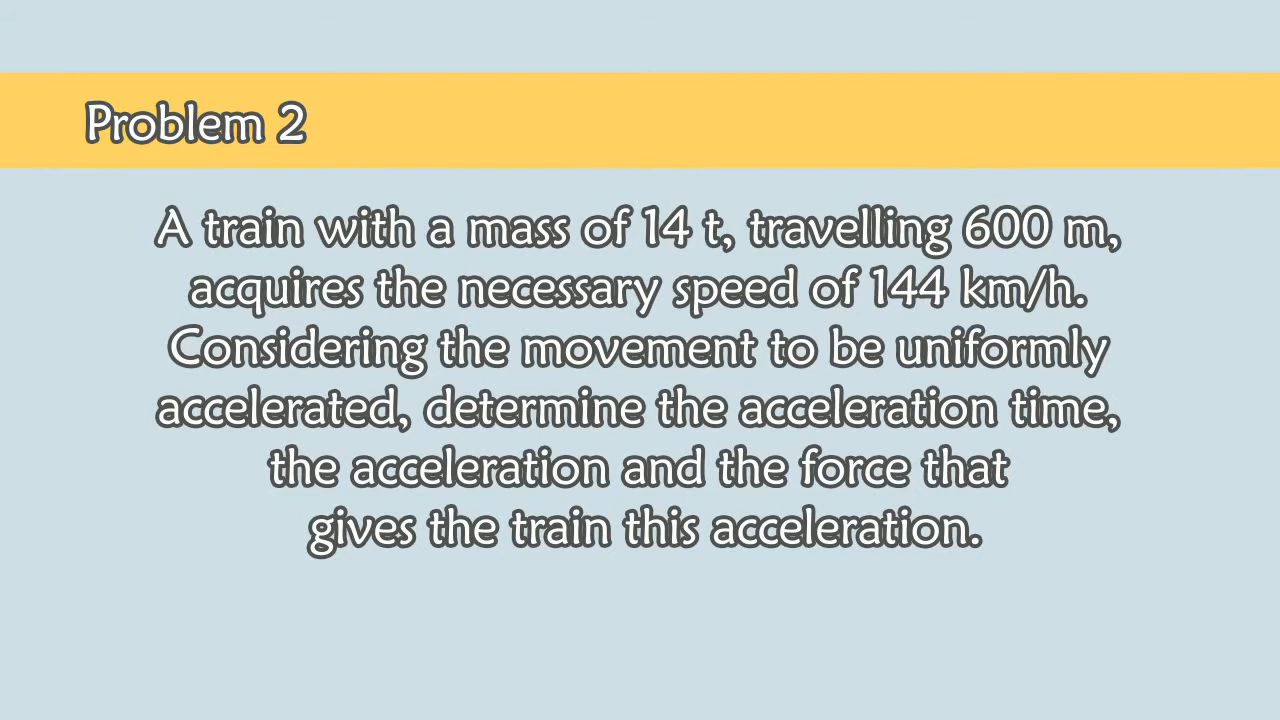 Problem 2
A train with a mass of 14 t, travelling 600 m,
acquires the necessary speed of 144 km/h.
Considering the movement to be uniformly
accelerated, determine the acceleration time,
the acceleration and the force that
gives the train this acceleration.